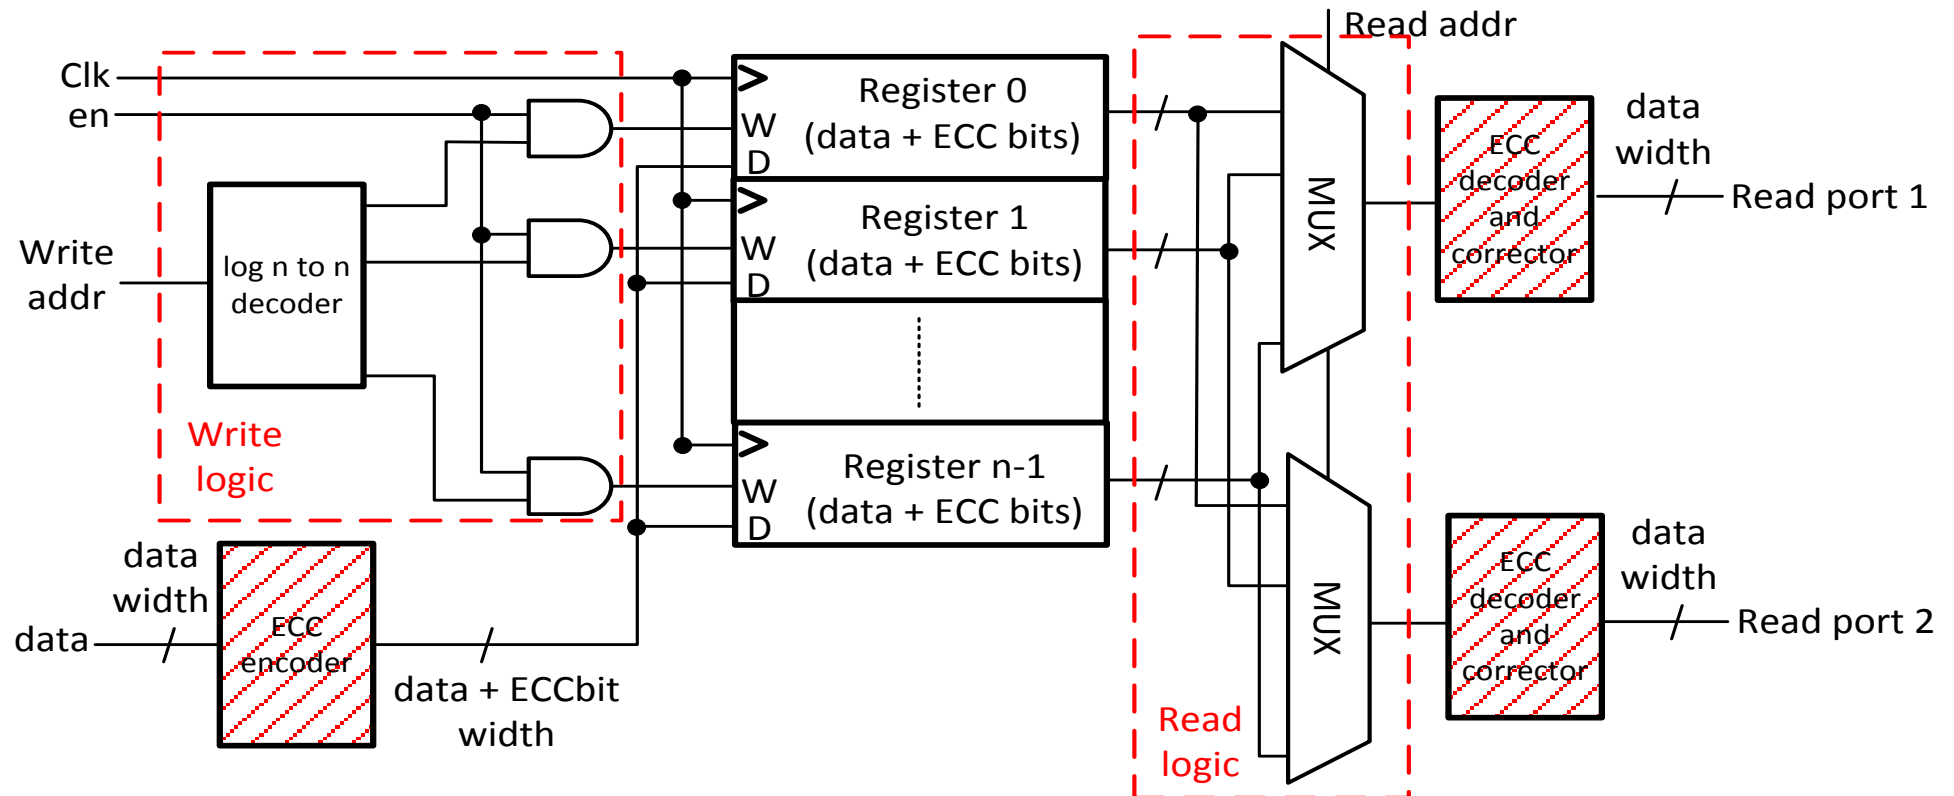 Read addr
Clk
en
Write
addr
log n to n
decoder
Write
logic
data
width
data
ECC
encoder
data + ECCbit
width
>
W
D
Register 0
(data + ECC bits)
>
W
D
Register 1
(data + ECC bits)
>
W
D
Register n-1
(data + ECC bits)
MUX
MUX
Read
logic
ECC
decoder
and
corrector
data
width
Read port 1
ECC
decoder
and
corrector
data
width
Read port 2